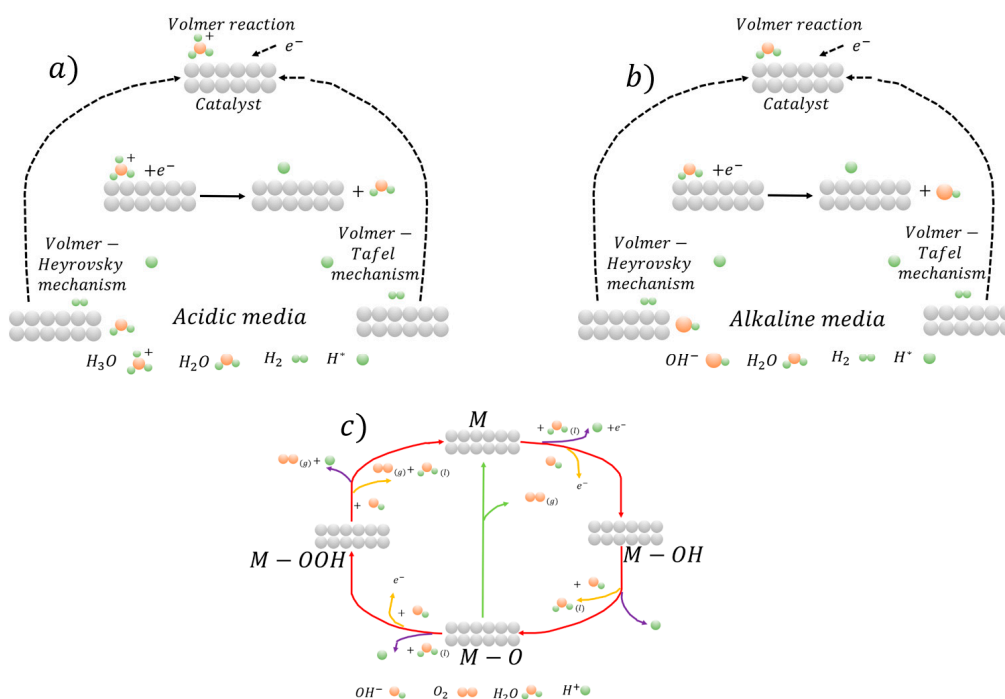 Volmer reaction
+
e⁻
a)
Catalyst
+
+e⁻
+
Volmer −
Heyrovsky
mechanism
Volmer −
Tafel
mechanism
Acidic media
H₃O
+
H₂O
H₂
H*
Volmer reaction
e⁻
b)
Catalyst
+e⁻
+
Volmer −
Heyrovsky
mechanism
Volmer −
Tafel
mechanism
Alkaline media
OH⁻
H₂O
H₂
H*
c)
M
+ (l)
+e⁻
(g) +
(g) + (l)
e⁻
(g)
+
M − OOH
M − OH
e⁻
+
(l)
+
+ (l)
M − O
OH⁻
O₂
H₂O
H⁺